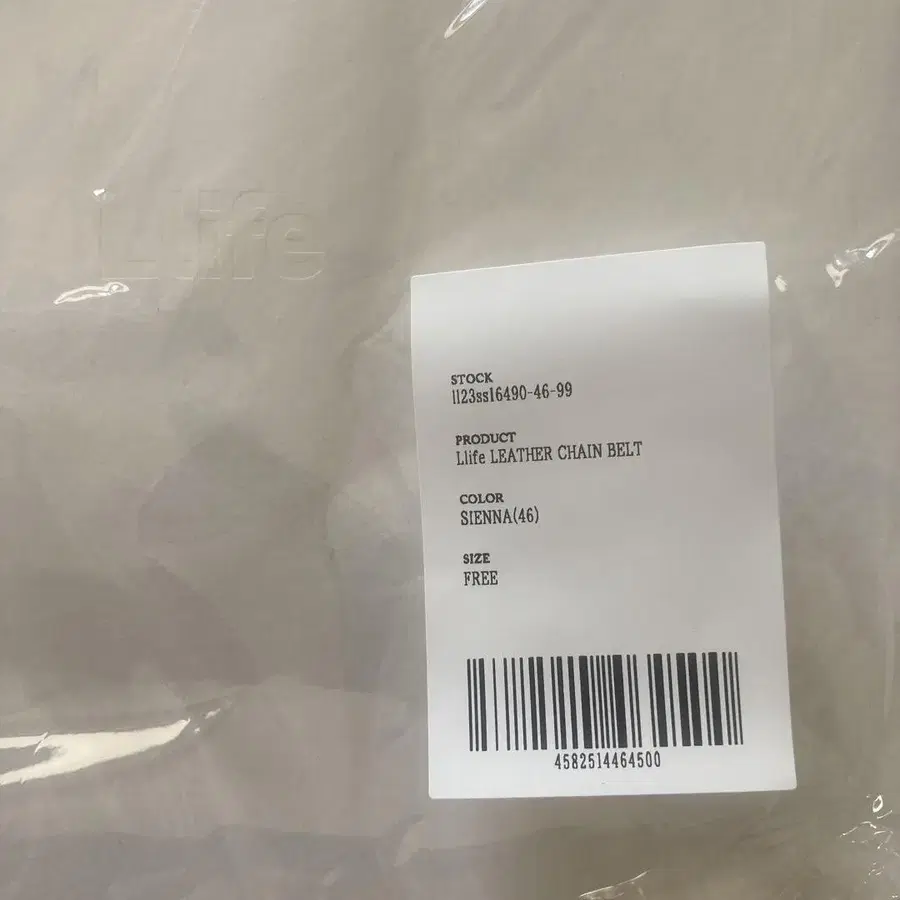 Llife
STOCK
ll23ss16490-46-99
PRODUCT
Llife LEATHER CHAIN BELT
COLOR
SIENNA(46)
SIZE
FREE
4582514464500